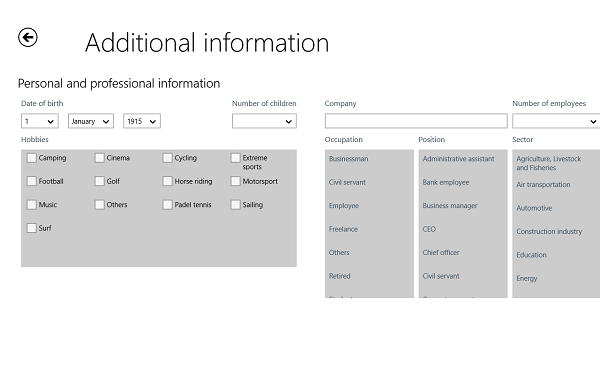 Additional information
Personal and professional information
Date of birth
Number of children
1 January 1915
Hobbies
Camping Cinema Cycling Extreme sports
Football Golf Horse riding Motorsport
Music Others Padel tennis Sailing
Surf
Company
Number of employees
Occupation
Businessman
Civil servant
Employee
Freelance
Others
Retired
Position
Administrative assistant
Bank employee
Business manager
CEO
Chief officer
Civil servant
Sector
Agriculture, Livestock
and Fisheries
Air transportation
Automotive
Construction industry
Education
Energy